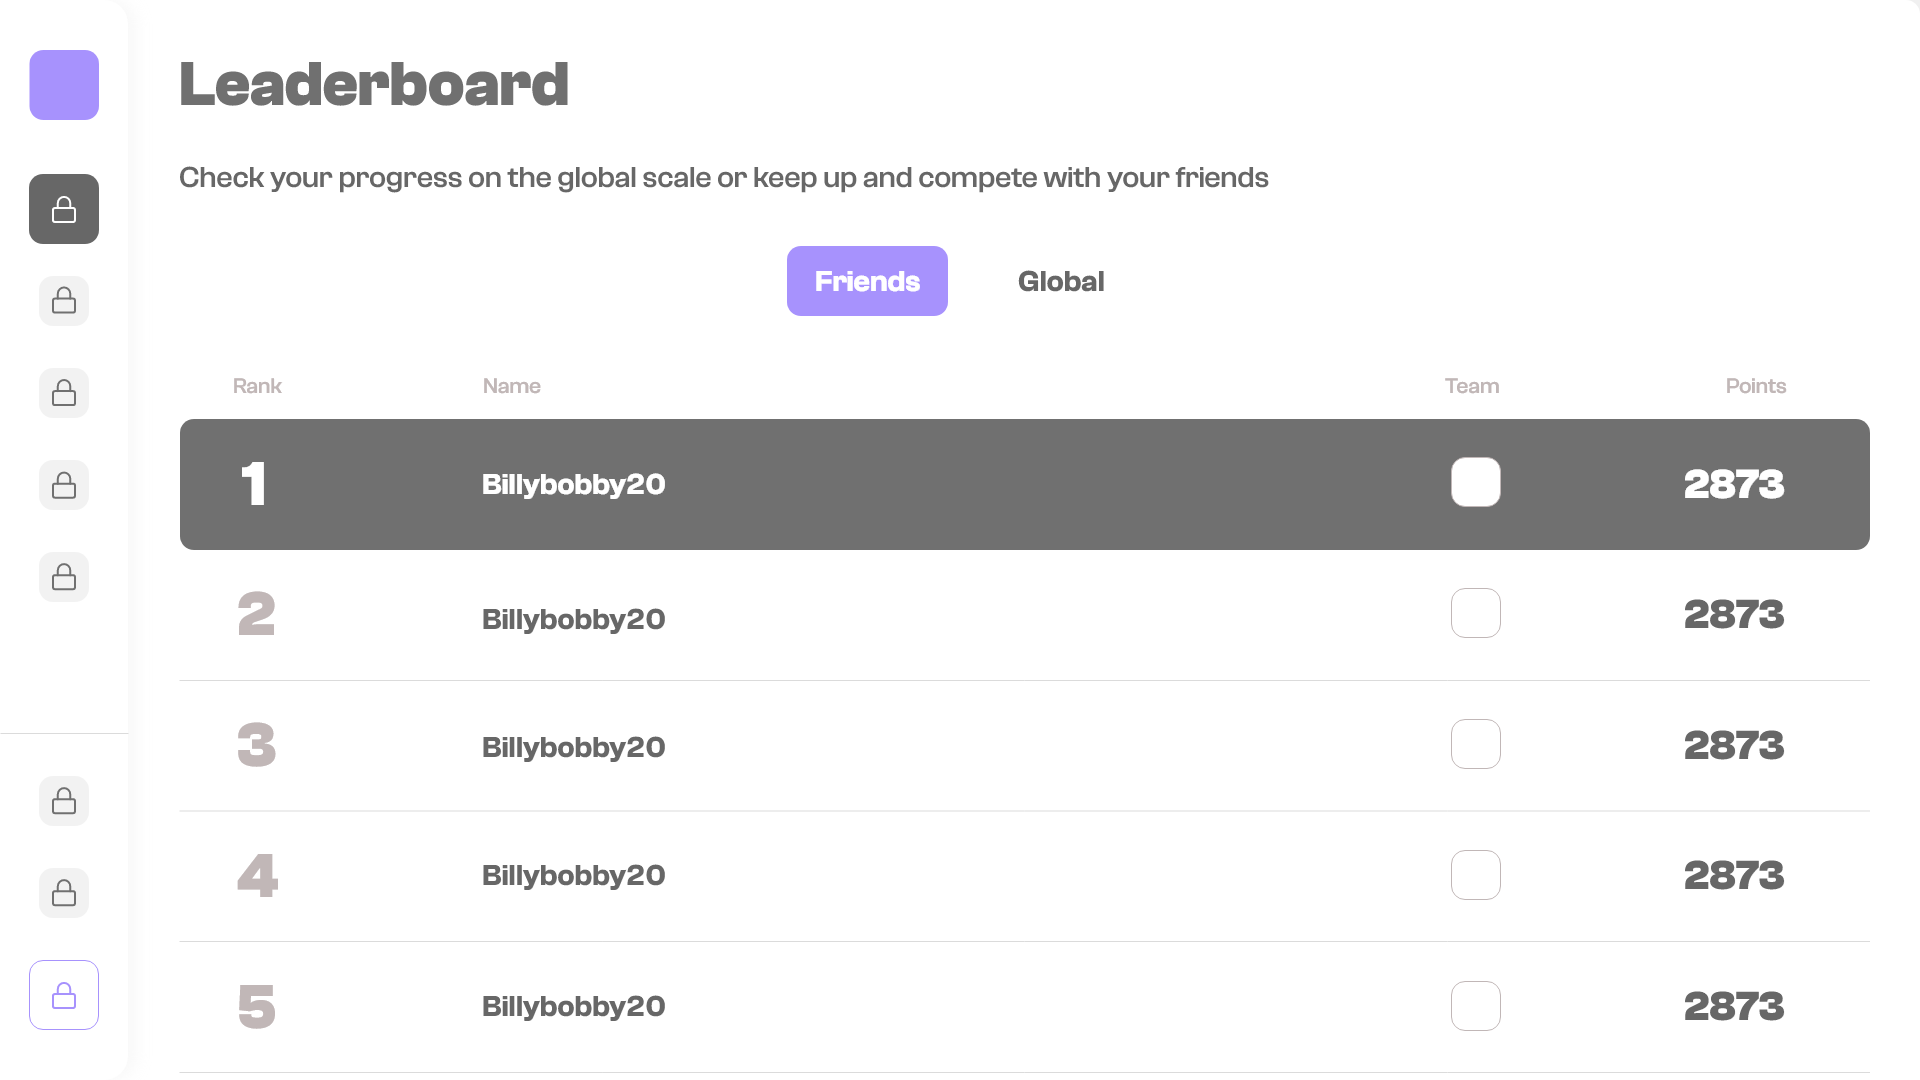 Leaderboard
Check your progress on the global scale or keep up and compete with your friends
Friends Global
Rank Name Team Points
1 Billybobby20 2873
2 Billybobby20 2873
3 Billybobby20 2873
4 Billybobby20 2873
5 Billybobby20 2873